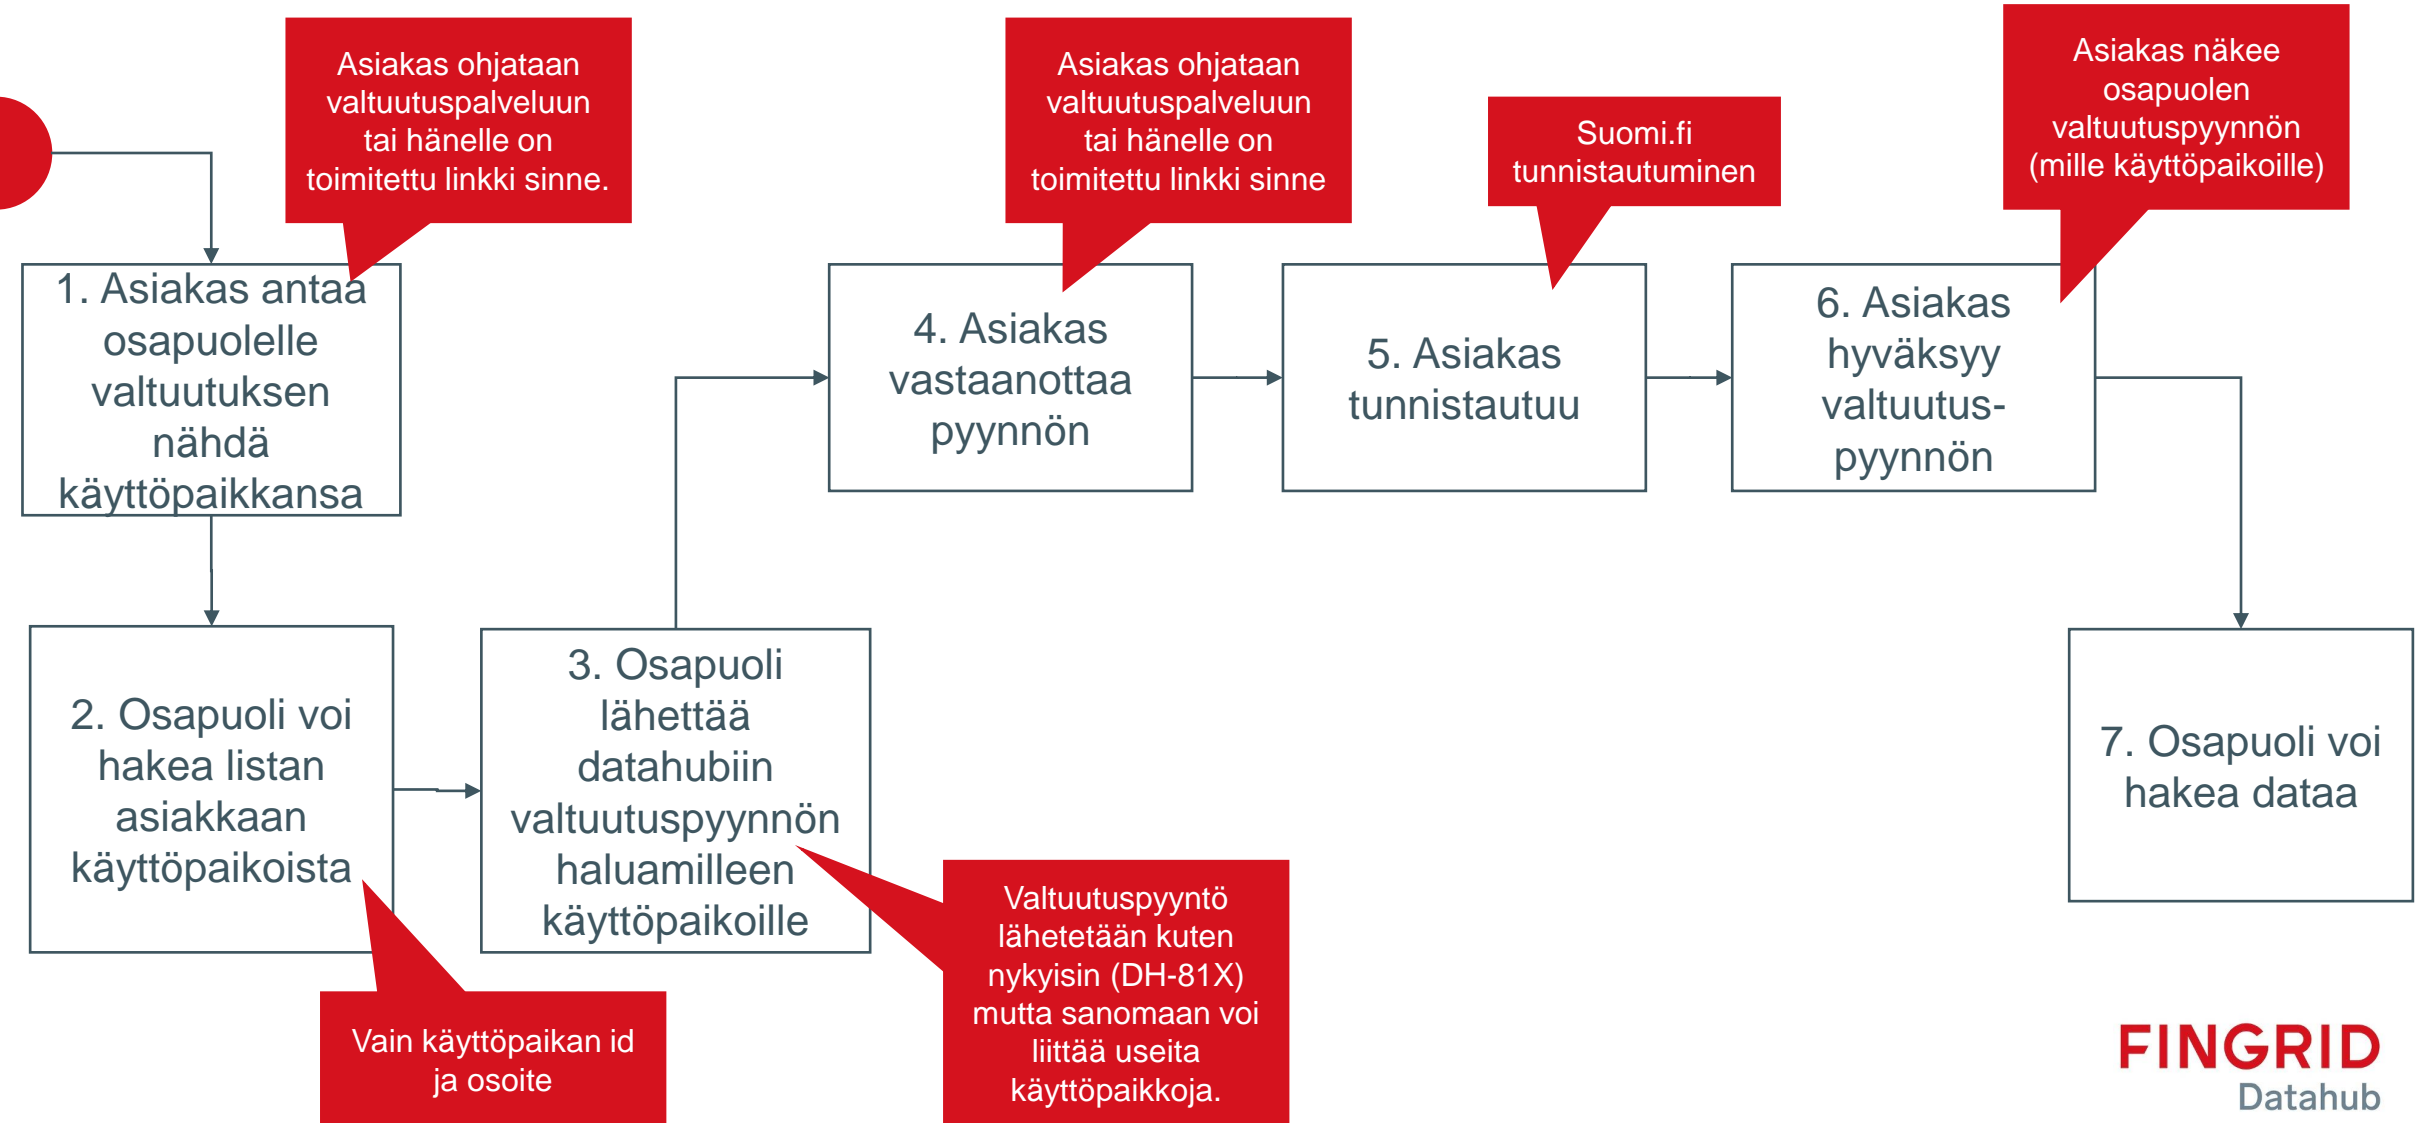 Asiakas ohjataan
valtuutuspalveluun
tai hänelle on
toimitettu linkki sinne.
Asiakas ohjataan
valtuutuspalveluun
tai hänelle on
toimitettu linkki sinne
Suomi.fi
tunnistautuminen
Asiakas näkee
osapuolen
valtuutuspyynnön
(mille käyttöpaikoille)
1. Asiakas antaa
osapuolelle
valtuutuksen
nähdä
käyttöpaikkansa
4. Asiakas
vastaanottaa
pyynnön
5. Asiakas
tunnistautuu
6. Asiakas
hyväksyy
valtuutus-
pyynnön
2. Osapuoli voi
hakea listan
asiakkaan
käyttöpaikoista
3. Osapuoli
lähettää
datahubiin
valtuutuspyynnön
haluamilleen
käyttöpaikoille
7. Osapuoli voi
hakea dataa
Vain käyttöpaikan id
ja osoite
Valtuutuspyyntö
lähetetään kuten
nykyisin (DH-81X)
mutta sanomaan voi
liittää useita
käyttöpaikkoja.
FINGRID
Datahub